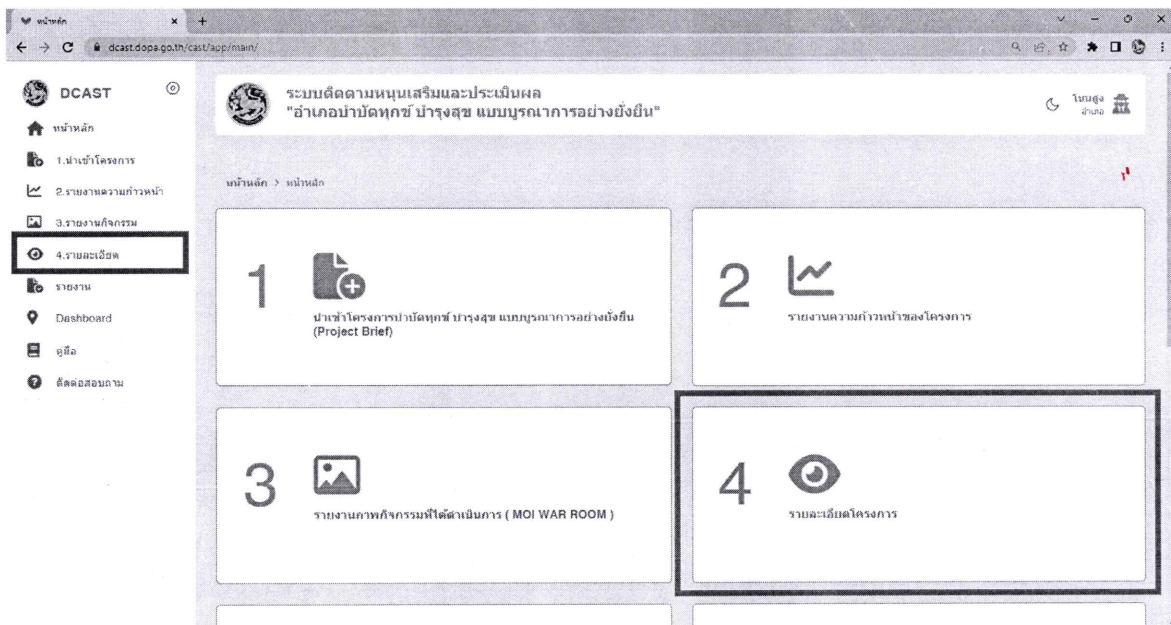 หน้าหลัก
dcast.dopa.go.th/cast/app/main/
DCAST
หน้าหลัก
1.นำเข้าโครงการ
2.รายงานความก้าวหน้า
3.รายงานกิจกรรม
4.รายละเอียด
รายงาน
Dashboard
คู่มือ
ติดต่อสอบถาม
ระบบติดตามหนุนเสริมและประเมินผล
"อำเภอบำบัดทุกข์ บำรุงสุข แบบบูรณาการอย่างยั่งยืน"
โนนสูง
อำเภอ
หน้าหลัก > หน้าหลัก
1
นำเข้าโครงการบำบัดทุกข์ บำรุงสุข แบบบูรณาการอย่างยั่งยืน
(Project Brief)
2
รายงานความก้าวหน้าของโครงการ
3
รายงานภาพกิจกรรมที่ได้ดำเนินการ ( MOI WAR ROOM )
4
รายละเอียดโครงการ